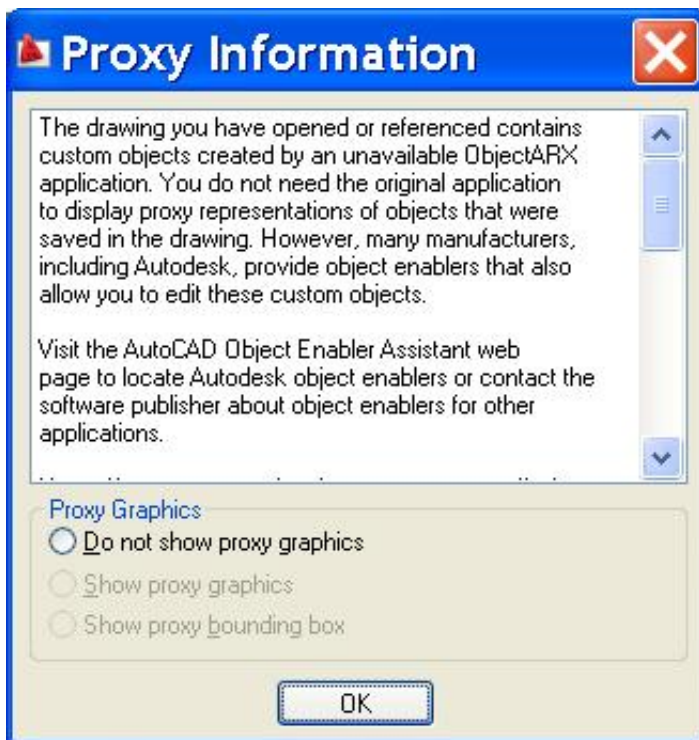 Proxy Information
The drawing you have opened or referenced contains
custom objects created by an unavailable ObjectARX
application. You do not need the original application
to display proxy representations of objects that were
saved in the drawing. However, many manufacturers,
including Autodesk, provide object enablers that also
allow you to edit these custom objects.
Visit the AutoCAD Object Enabler Assistant web
page to locate Autodesk object enablers or contact the
software publisher about object enablers for other
applications.
Proxy Graphics
Do not show proxy graphics
Show proxy graphics
Show proxy bounding box
OK